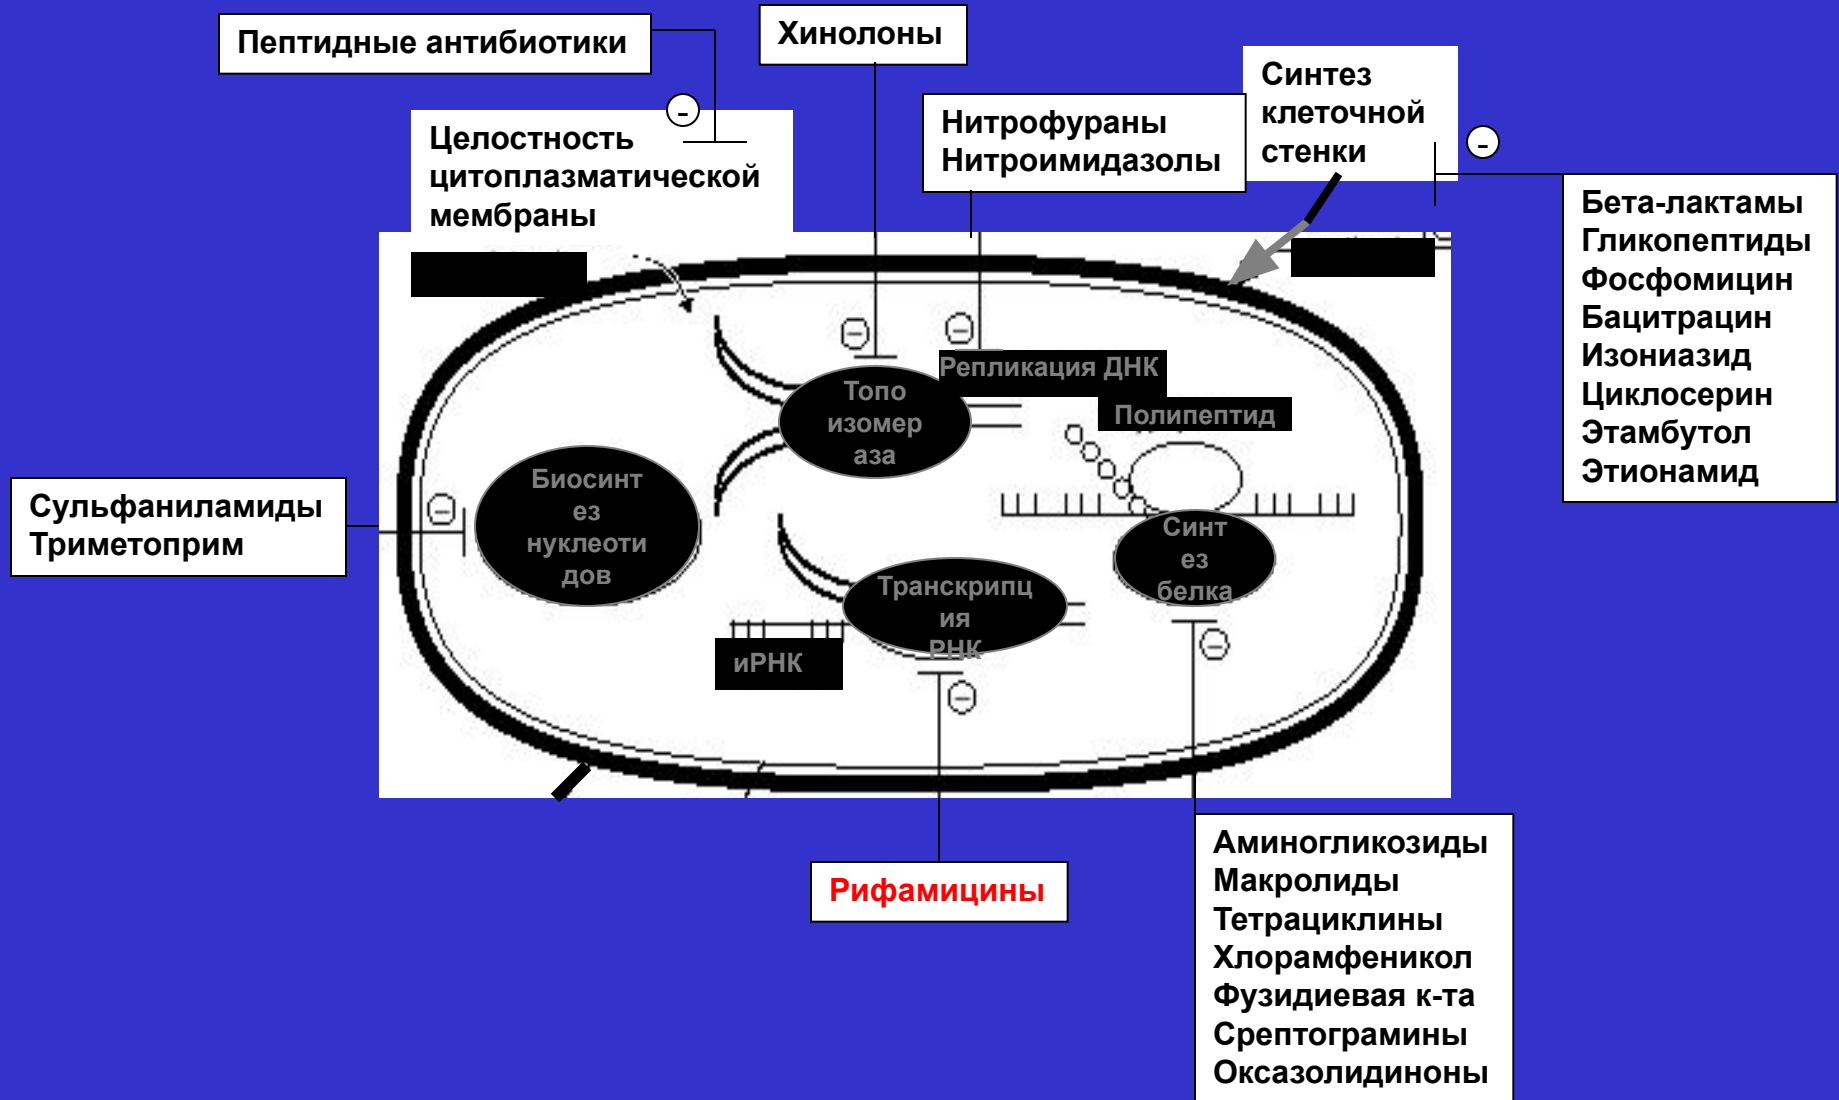 Пептидные антибиотики
Хинолоны
Целостность
цитоплазматической
мембраны
-
Нитрофураны
Нитроимидазолы
Синтез
клеточной
стенки
-
Бета-лактамы
Гликопептиды
Фосфомицин
Бацитрацин
Изониазид
Циклосерин
Этамбутол
Этионамид
Репликация ДНК
Топо
изомер
аза
Полипептид
Биосинт
ез
нуклеоти
дов
Сульфаниламиды
Триметоприм
Синт
ез
белка
Транскрипц
ия
РНК
иРНК
Рифамицины
Аминогликозиды
Макролиды
Тетрациклины
Хлорамфеникол
Фузидиевая к-та
Срептограмины
Оксазолидиноны